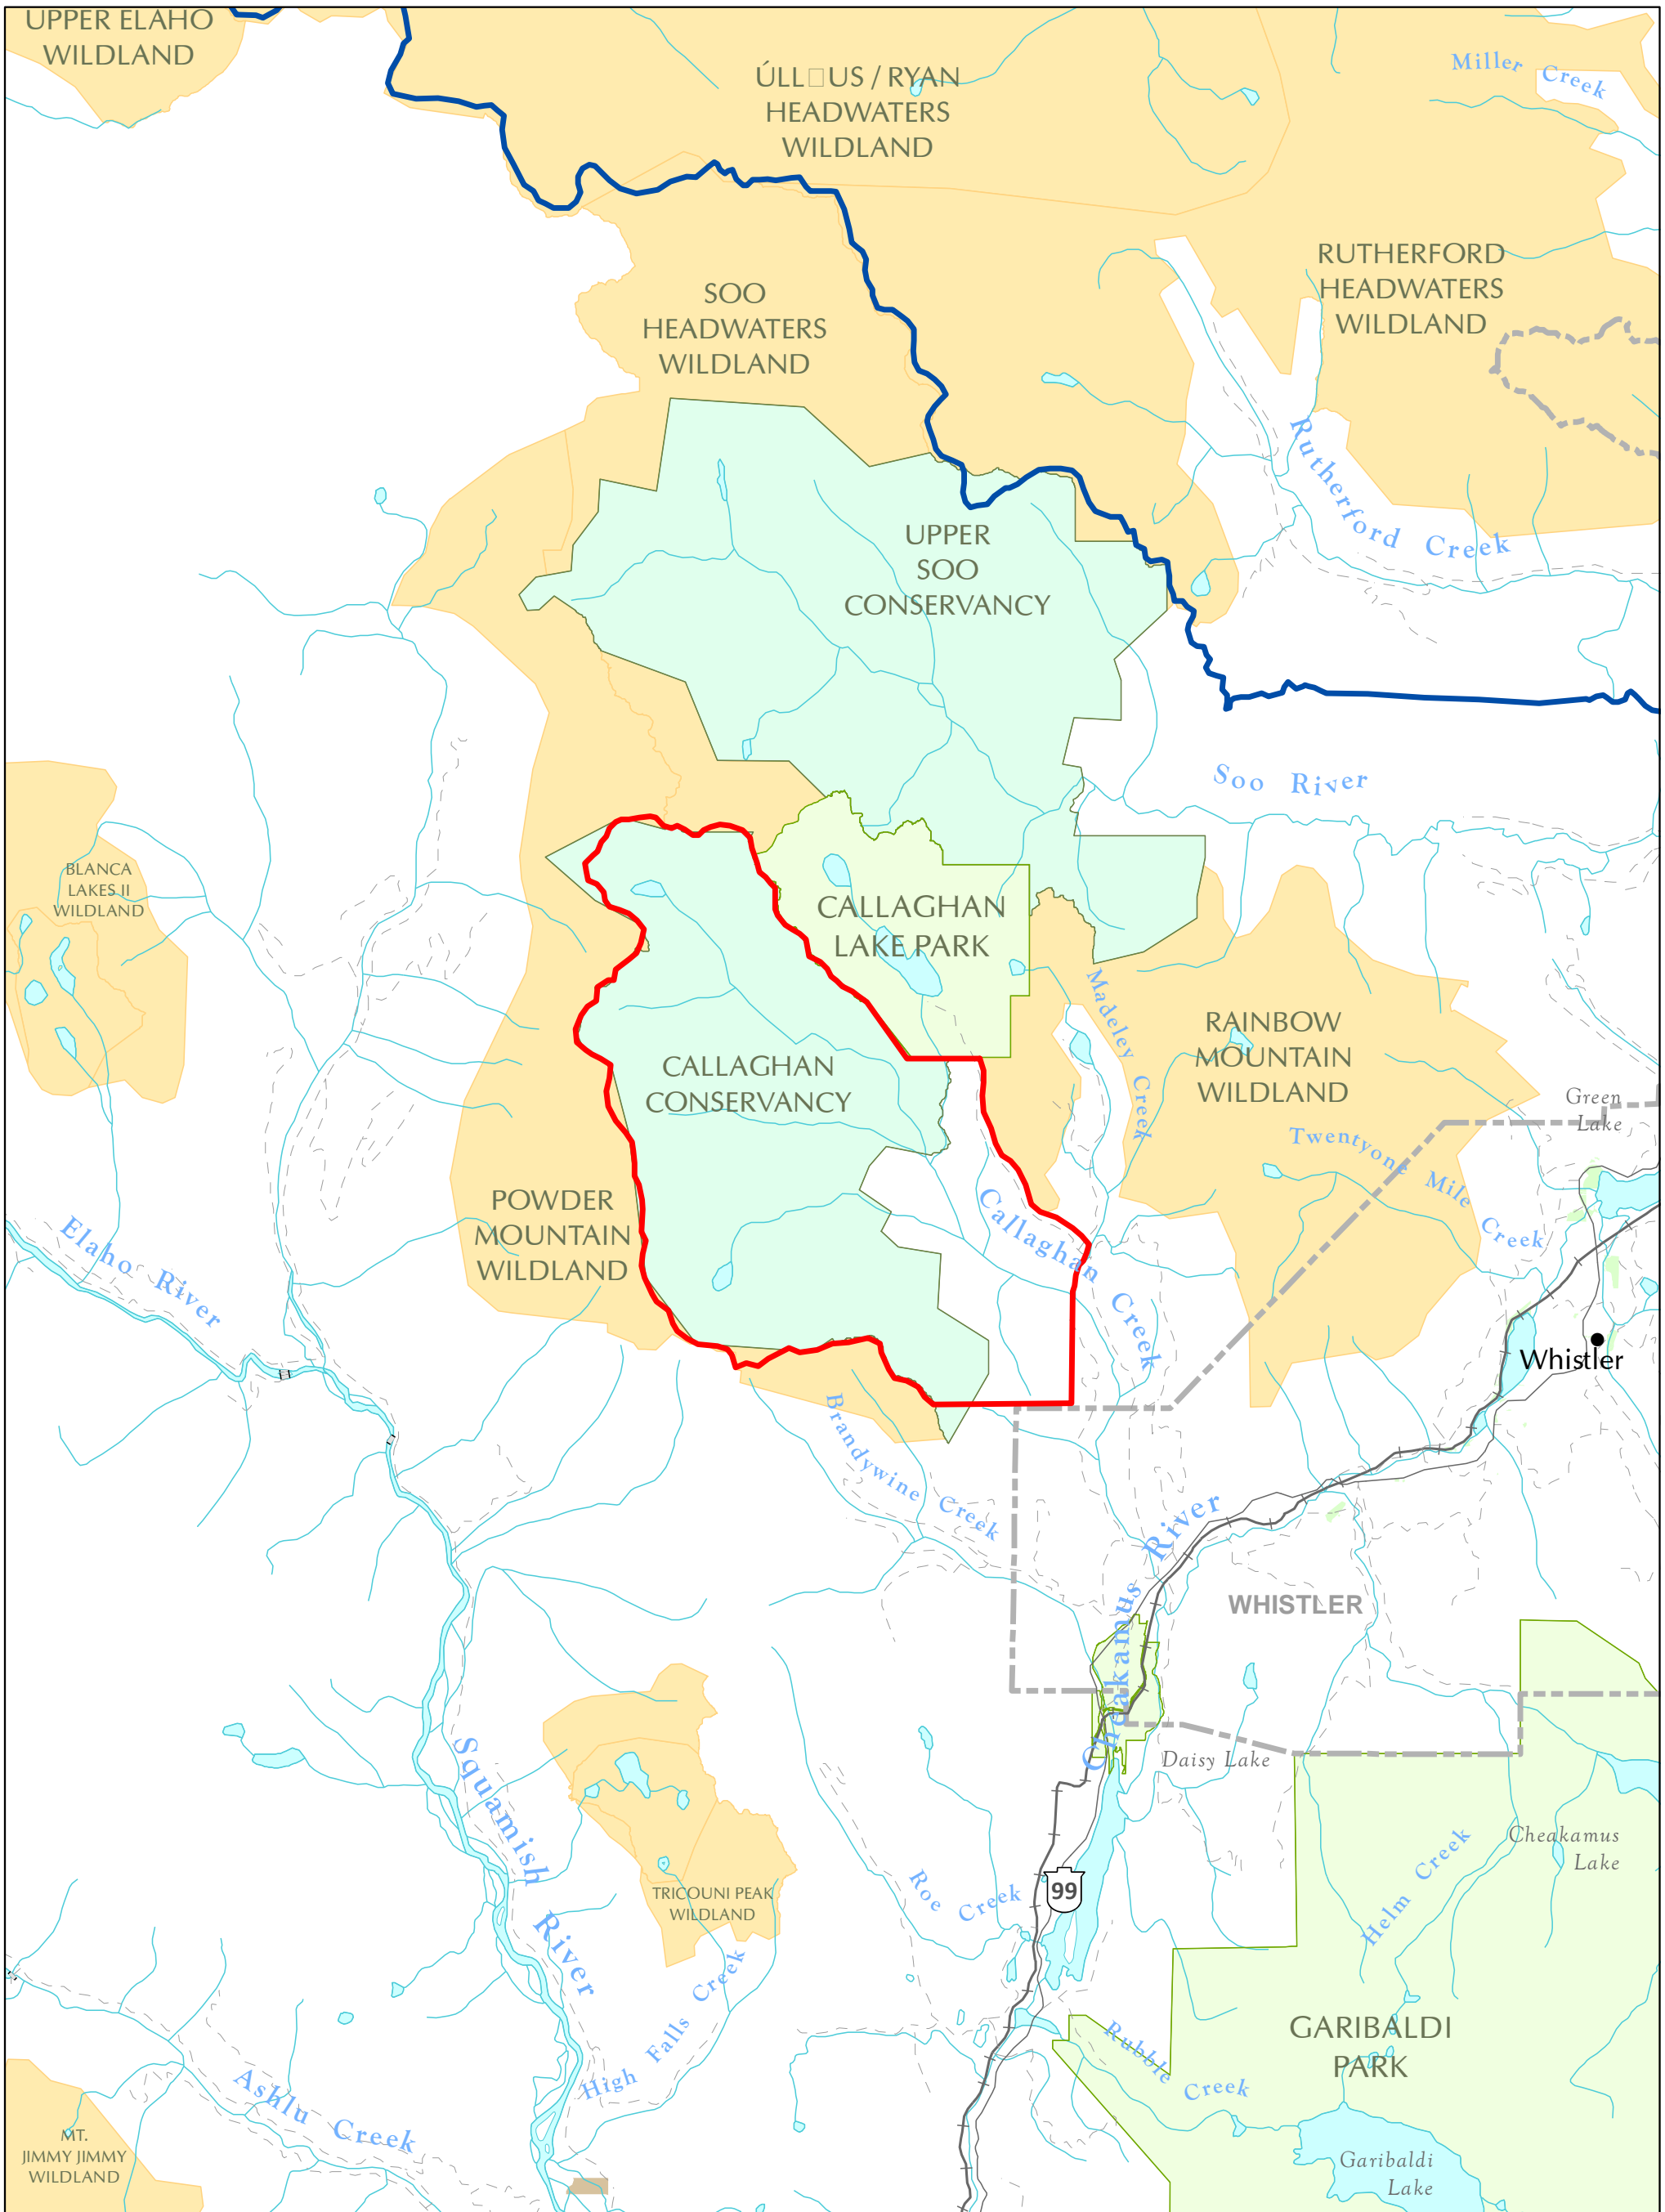 UPPER ELAHO
WILDLAND
ÚLL□US / RYAN
HEADWATERS
WILDLAND
Miller Creek
RUTHERFORD
HEADWATERS
WILDLAND
SOO
HEADWATERS
WILDLAND
Rutherford Creek
UPPER
SOO
CONSERVANCY
Soo River
BLANCA
LAKES II
WILDLAND
CALLAGHAN
LAKE PARK
Madeley Creek
RAINBOW
MOUNTAIN
WILDLAND
CALLAGHAN
CONSERVANCY
Green
Lake
Twentyone Mile Creek
POWDER
MOUNTAIN
WILDLAND
Callaghan Creek
Elaho River
Whistler
Brandywine Creek
Cheakamus River
WHISTLER
Daisy Lake
Squamish River
Cheakamus
Lake
Helm Creek
TRICOUNI PEAK
WILDLAND
Roe Creek
99
High Falls Creek
GARIBALDI
PARK
Rubble Creek
Ashlu Creek
MT.
JIMMY JIMMY
WILDLAND
Garibaldi
Lake